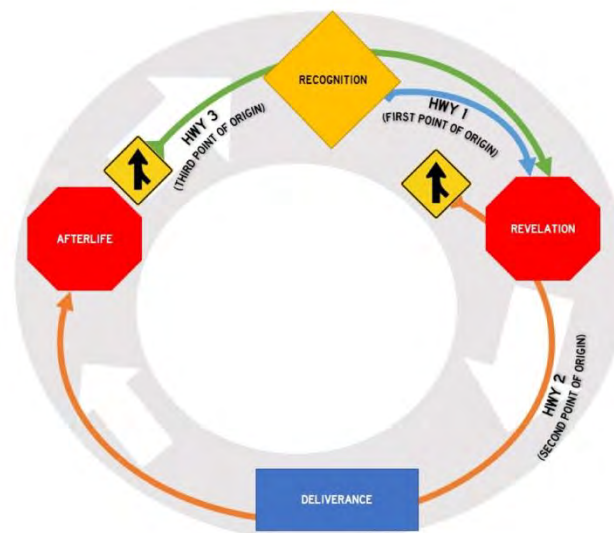 RECOGNITION
HWY 1
(FIRST POINT OF ORIGIN)
HWY 3
(THIRD POINT OF ORIGIN)
AFTERLIFE
REVELATION
HWY 2
(SECOND POINT OF ORIGIN)
DELIVERANCE